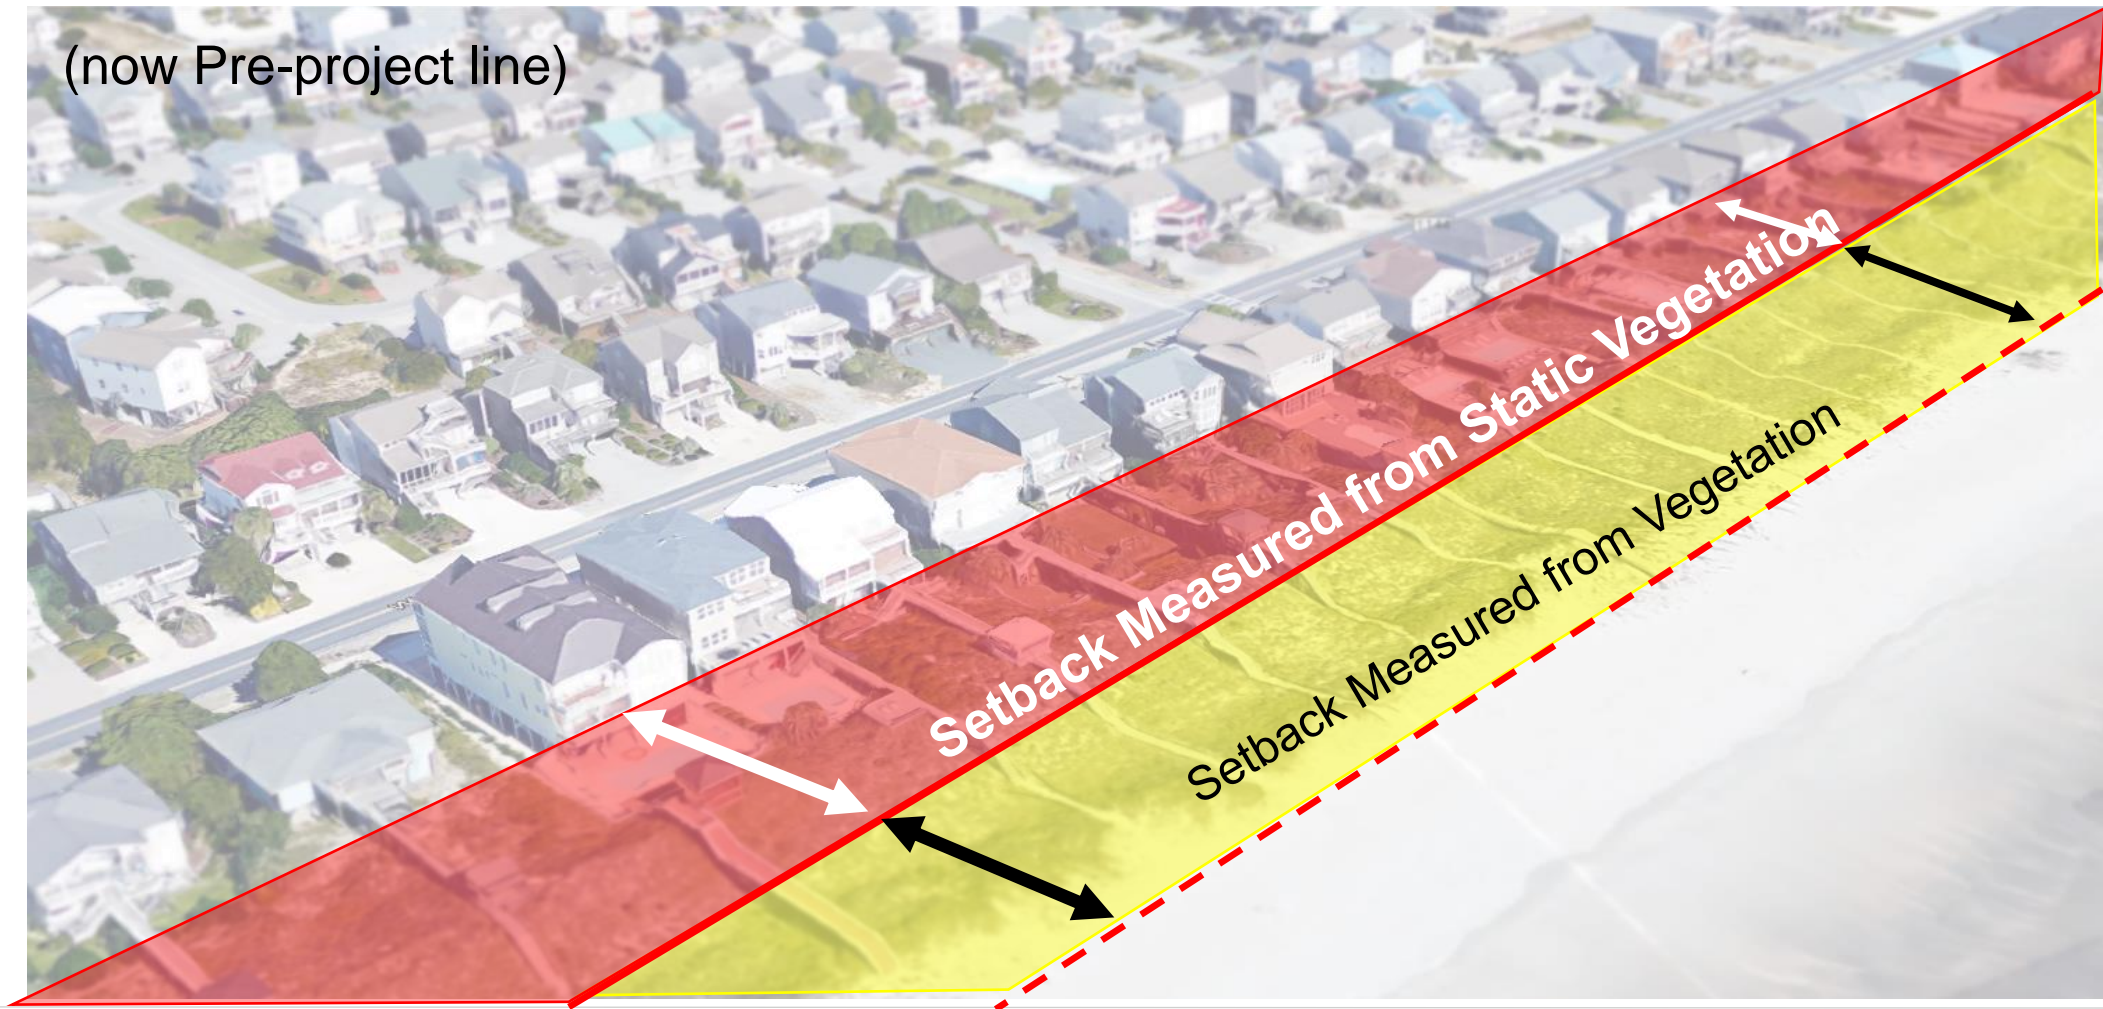 (now Pre-project line)
Setback Measured from Static Vegetation
Setback Measured from Vegetation